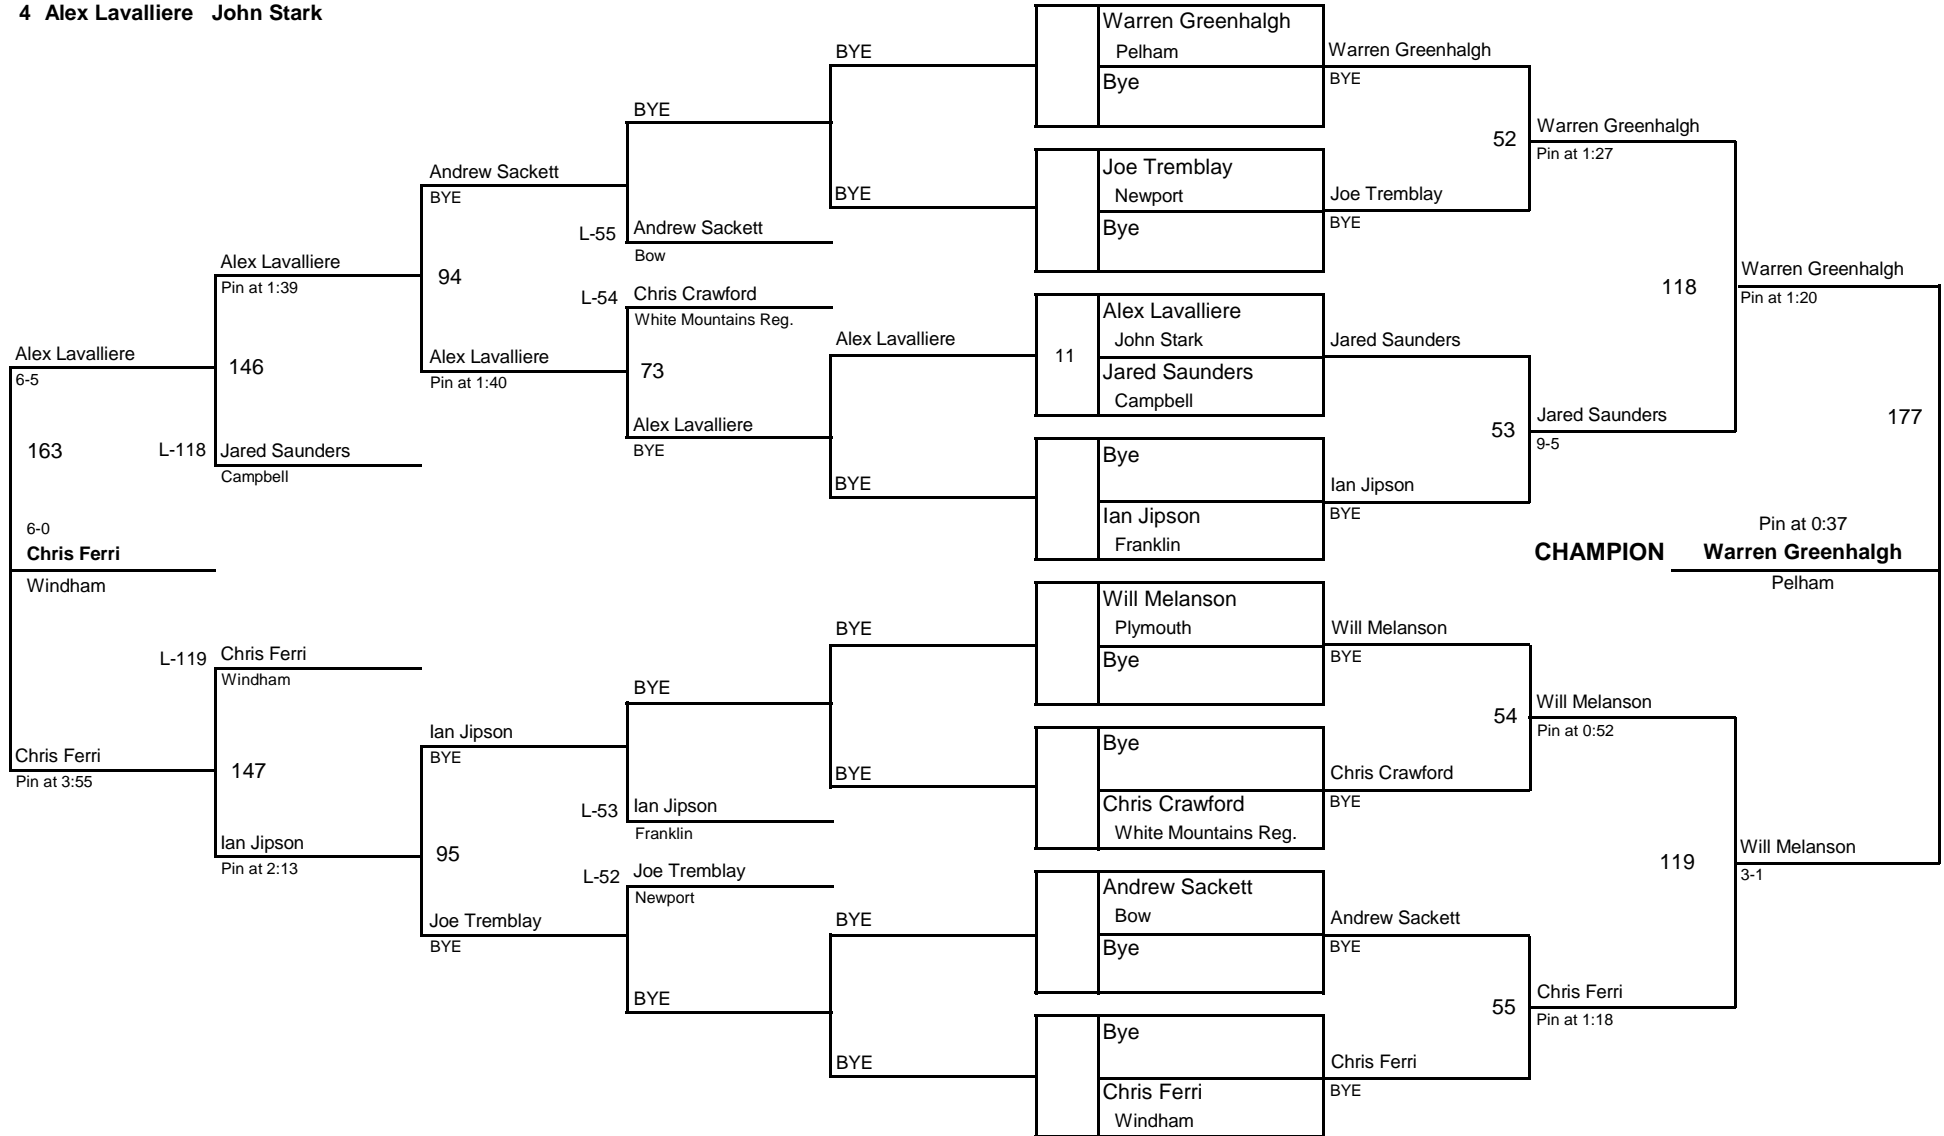 4 Alex Lavalliere John Stark
Warren Greenhalgh
Pelham
Bye
Joe Tremblay
Newport
Bye
11
Alex Lavalliere
John Stark
Jared Saunders
Campbell
Bye
Ian Jipson
Franklin
Will Melanson
Plymouth
Bye
Bye
Chris Crawford
White Mountains Reg.
Andrew Sackett
Bow
Bye
Bye
Chris Ferri
Windham
Warren Greenhalgh
BYE
52
Joe Tremblay
BYE
Jared Saunders
53
Ian Jipson
BYE
Will Melanson
BYE
54
Chris Crawford
BYE
Andrew Sackett
BYE
55
Chris Ferri
BYE
Warren Greenhalgh
Pin at 1:27
118
Jared Saunders
9-5
Will Melanson
Pin at 0:52
119
Chris Ferri
Pin at 1:18
Warren Greenhalgh
Pin at 1:20
177
Will Melanson
3-1
Pin at 0:37
CHAMPION Warren Greenhalgh
Pelham
BYE
BYE
Alex Lavalliere
BYE
BYE
BYE
BYE
BYE
BYE
L-55 Andrew Sackett
Bow
L-54 Chris Crawford
White Mountains Reg.
73
Alex Lavalliere
BYE
BYE
L-53 Ian Jipson
Franklin
L-52 Joe Tremblay
Newport
BYE
Andrew Sackett
BYE
94
Alex Lavalliere
Pin at 1:40
Ian Jipson
BYE
95
Joe Tremblay
BYE
Alex Lavalliere
Pin at 1:39
146
L-118 Jared Saunders
Campbell
L-119 Chris Ferri
Windham
147
Ian Jipson
Pin at 2:13
Alex Lavalliere
6-5
163
6-0
Chris Ferri
Windham
Chris Ferri
Pin at 3:55